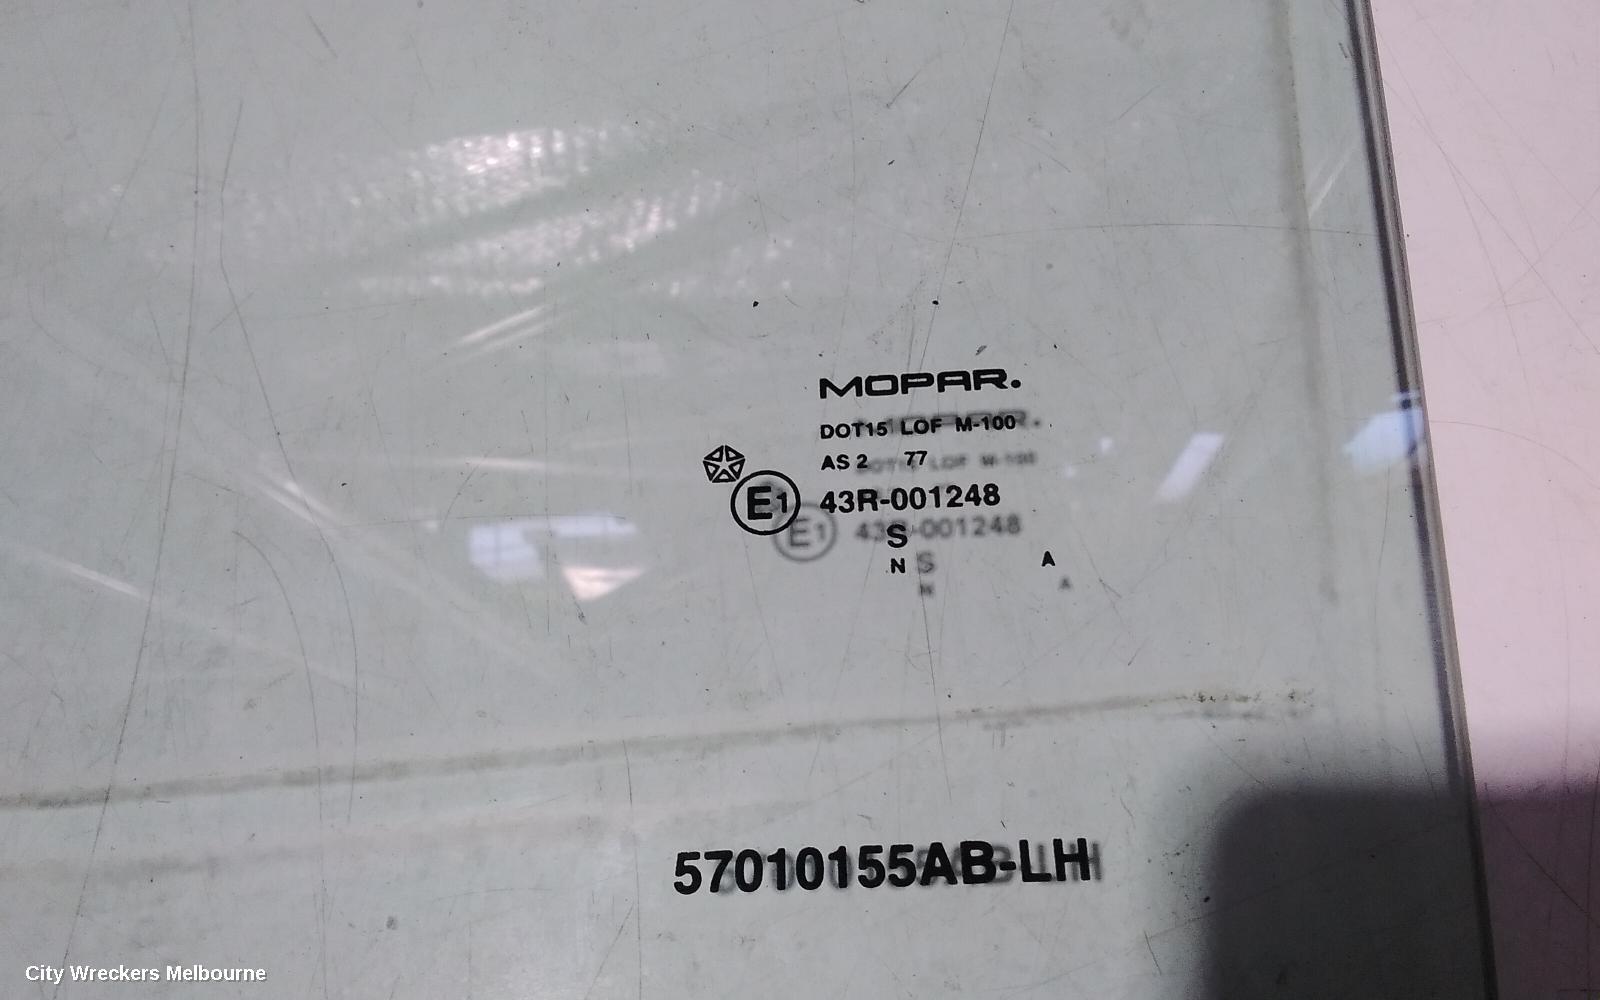 MOPAR.
DOT15 LOF M-100
AS 2 77
E1 43R-001248
S
N A
57010155AB-LH
City Wreckers Melbourne